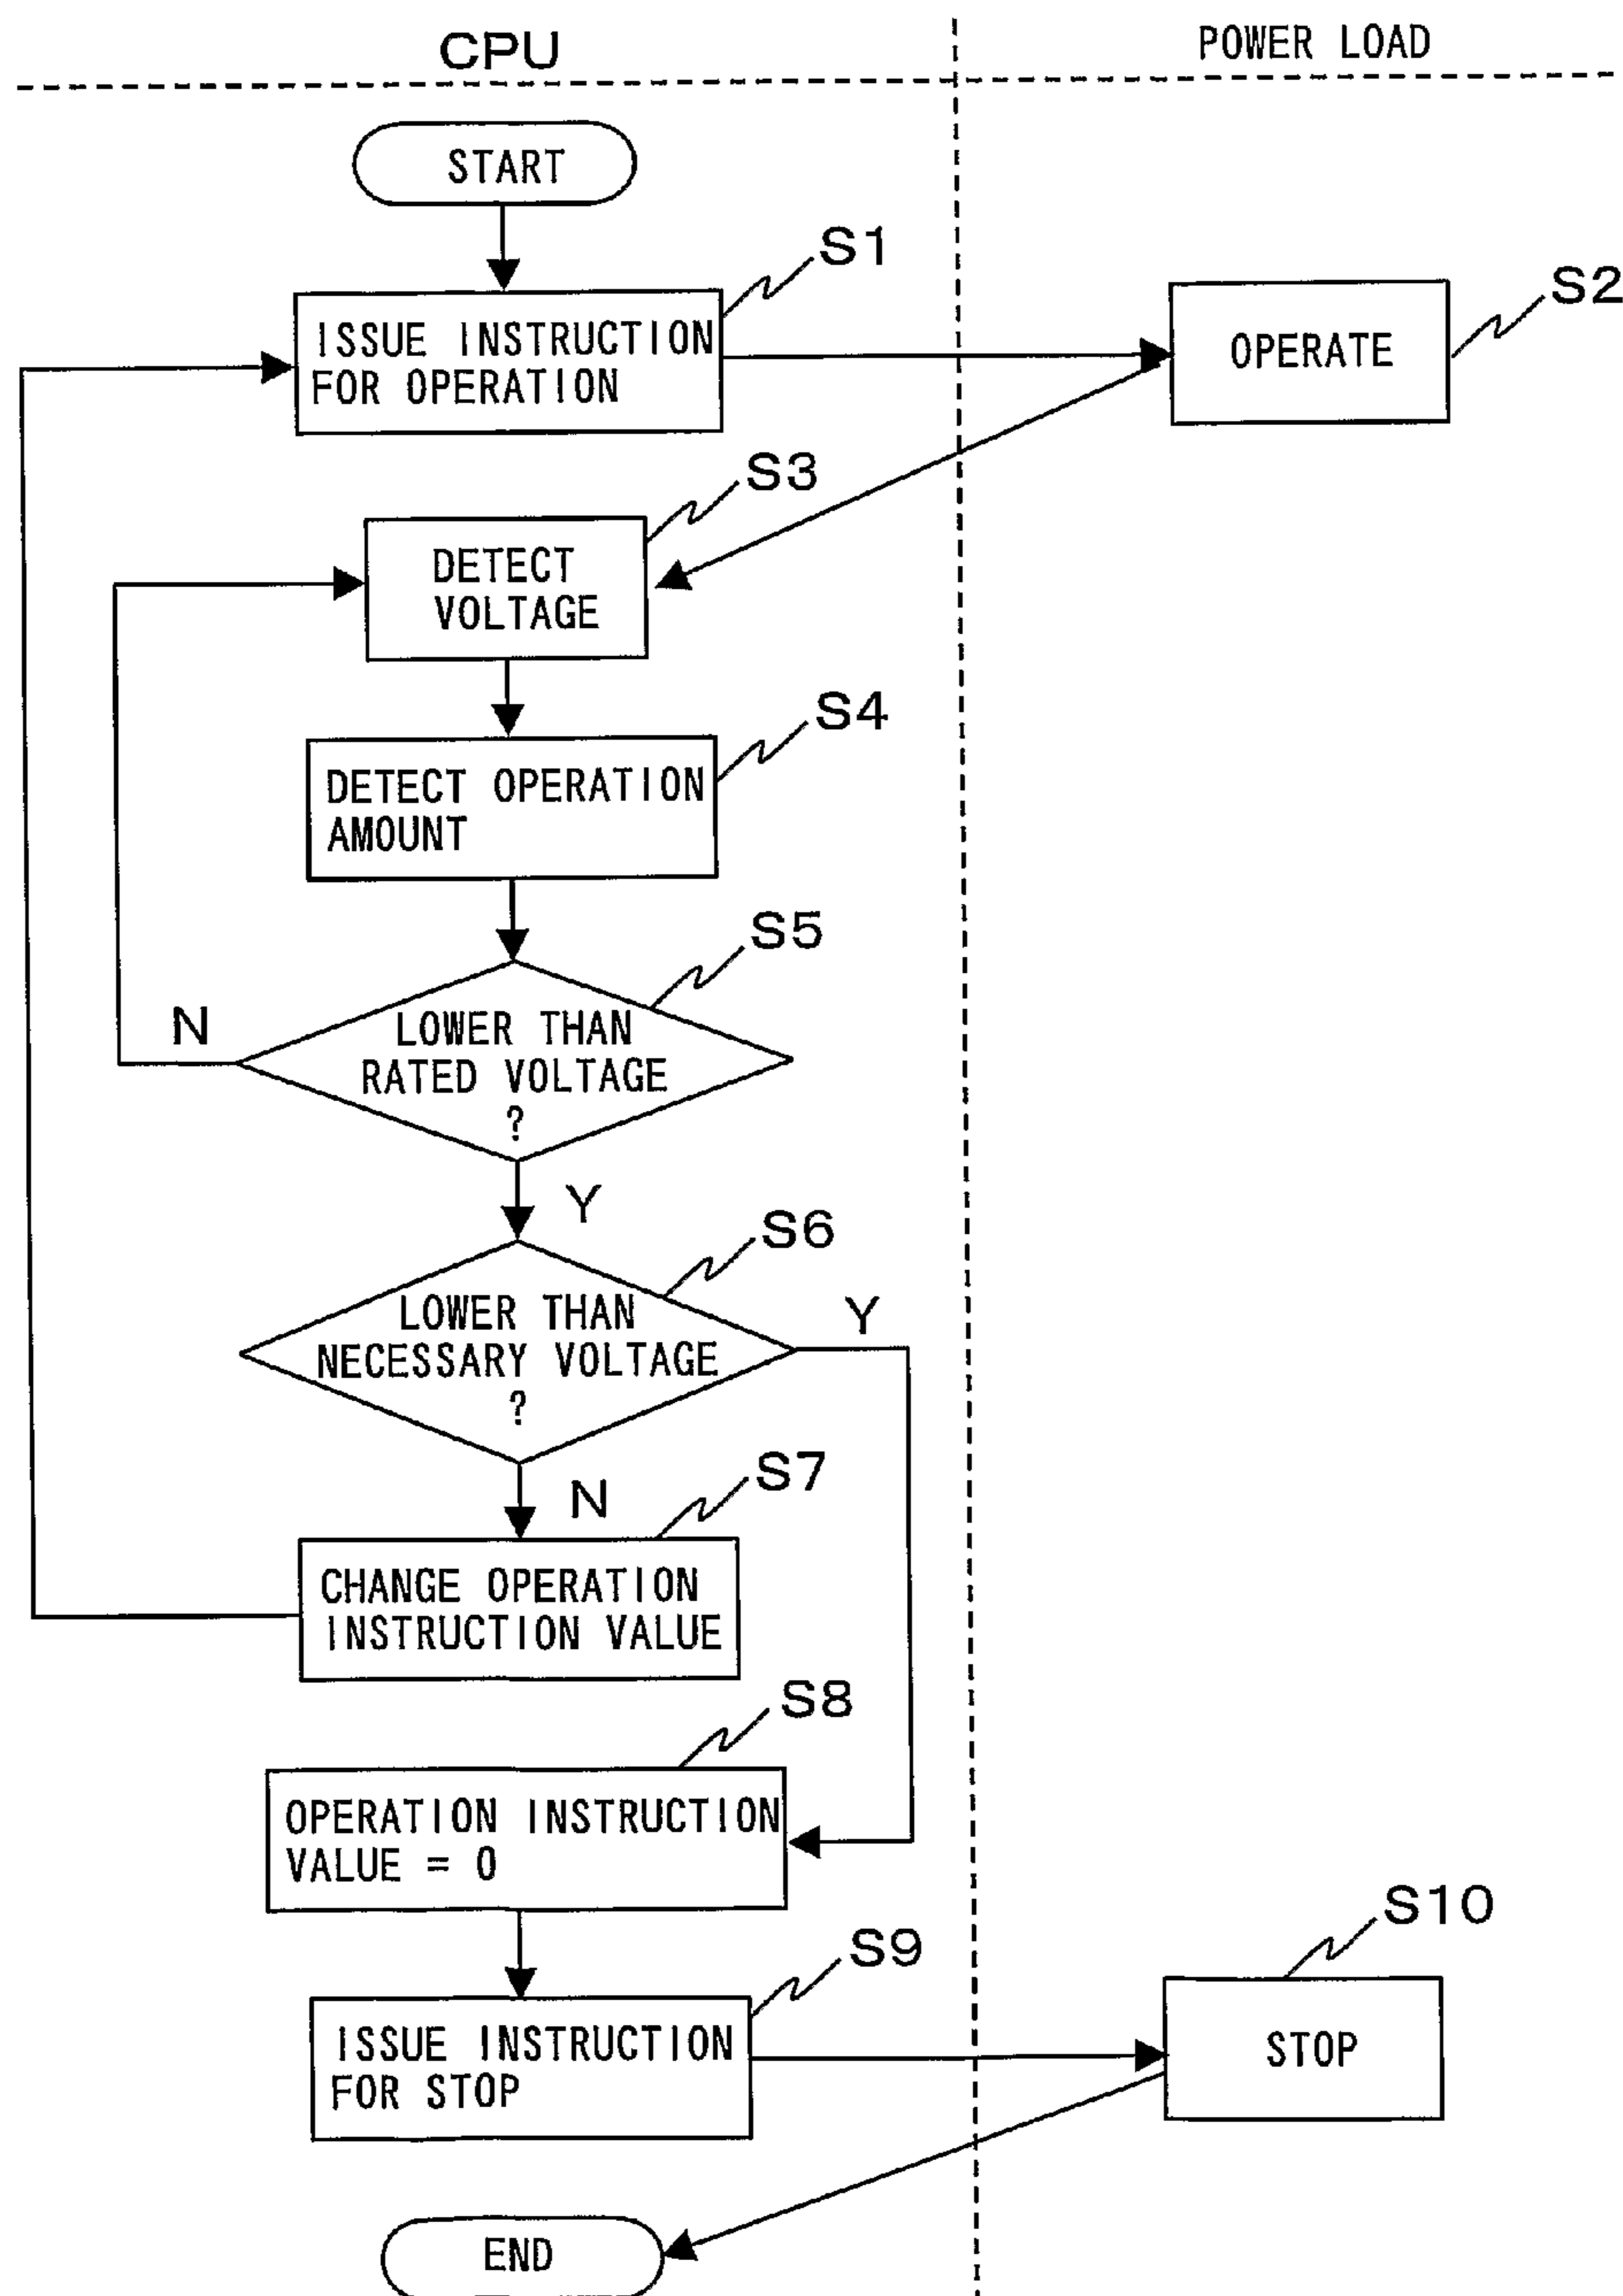 CPU
POWER LOAD
START
S1
ISSUE INSTRUCTION
FOR OPERATION
S2
OPERATE
S3
DETECT
VOLTAGE
S4
DETECT OPERATION
AMOUNT
S5
LOWER THAN
RATED VOLTAGE
?
N
Y
S6
LOWER THAN
NECESSARY VOLTAGE
?
Y
N
S7
CHANGE OPERATION
INSTRUCTION VALUE
S8
OPERATION INSTRUCTION
VALUE = 0
S9
ISSUE INSTRUCTION
FOR STOP
S10
STOP
END